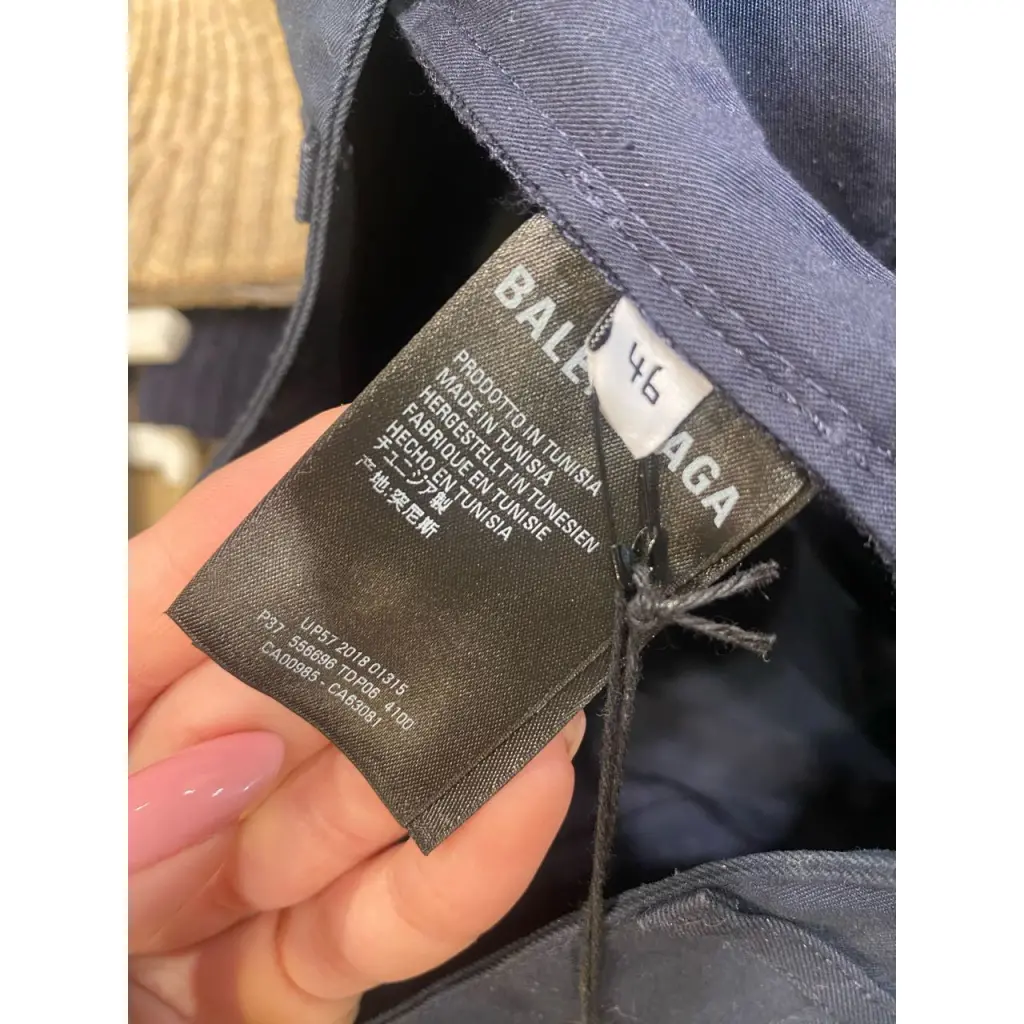 BALE AGA
46
PRODOTTO IN TUNISIA
MADE IN TUNISIA
HERGESTELLT IN TUNESIEN
FABRIQUE EN TUNISIE
HECHO EN TUNISIA
チュニジア製
产地:突尼斯
UP57 2018 01315
P37 556696 TDP06 4100
CA00985 - CA63081